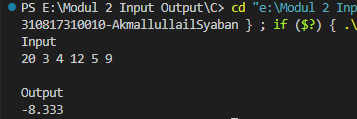 PS E:\Modul 2 Input Output\C> cd "e:\Modul 2 Inp
310817310010-AkmallullailSyaban } ; if ($?) { .\
Input
20 3 4 12 5 9
Output
-8.333